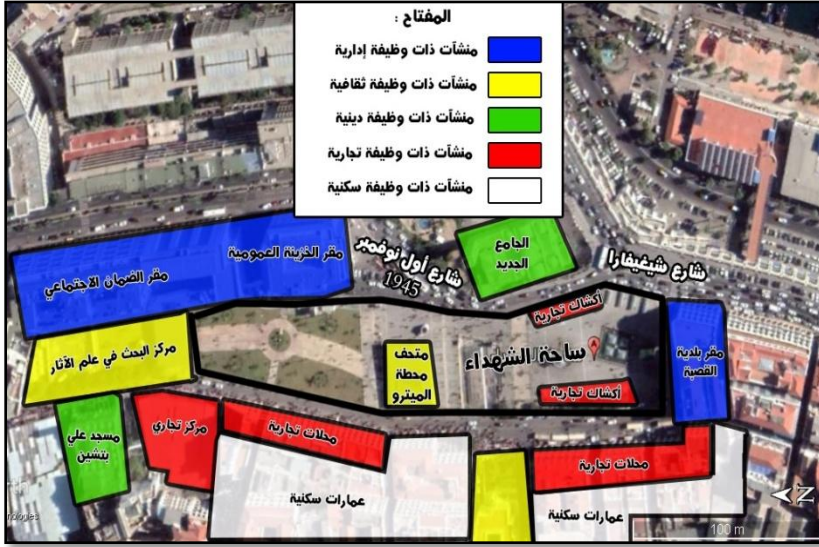 المفتاح :
منشآت ذات وظيفة إدارية
منشآت ذات وظيفة ثقافية
منشآت ذات وظيفة دينية
منشآت ذات وظيفة تجارية
منشآت ذات وظيفة سكنية
الجامع
الجديد
شارع شيغيفارا
شارع أول نوفمبر
1945
مقر الخزينة العمومية
مقر الضمان الاجتماعي
أكشاك تجارية
مقر بلدية
القصبة
ساحة الشهداء
A
متحف
محطة
الميترو
مركز البحث في علم الآثار
أكشاك تجارية
مسجد علي
بتشين
مركز تجاري
محلات تجارية
محلات تجارية
عمارات سكنية
عمارات سكنية
N
100 m
nologies